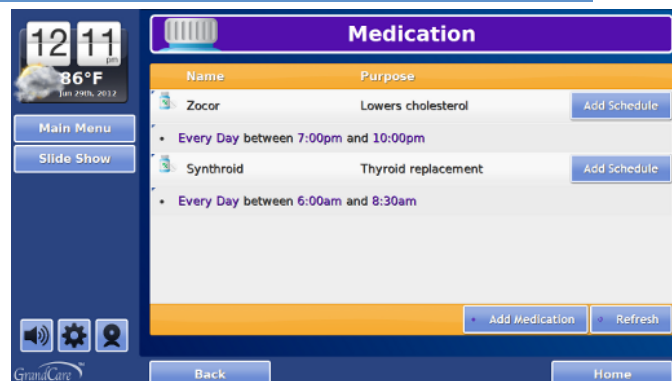 12 11
pm
86°F
Jun 29th, 2012
Main Menu
Slide Show
GrandCare™
Medication
Name Purpose
Zocor Lowers cholesterol Add Schedule
• Every Day between 7:00pm and 10:00pm
Synthroid Thyroid replacement Add Schedule
• Every Day between 6:00am and 8:30am
Add Medication Refresh
Back Home